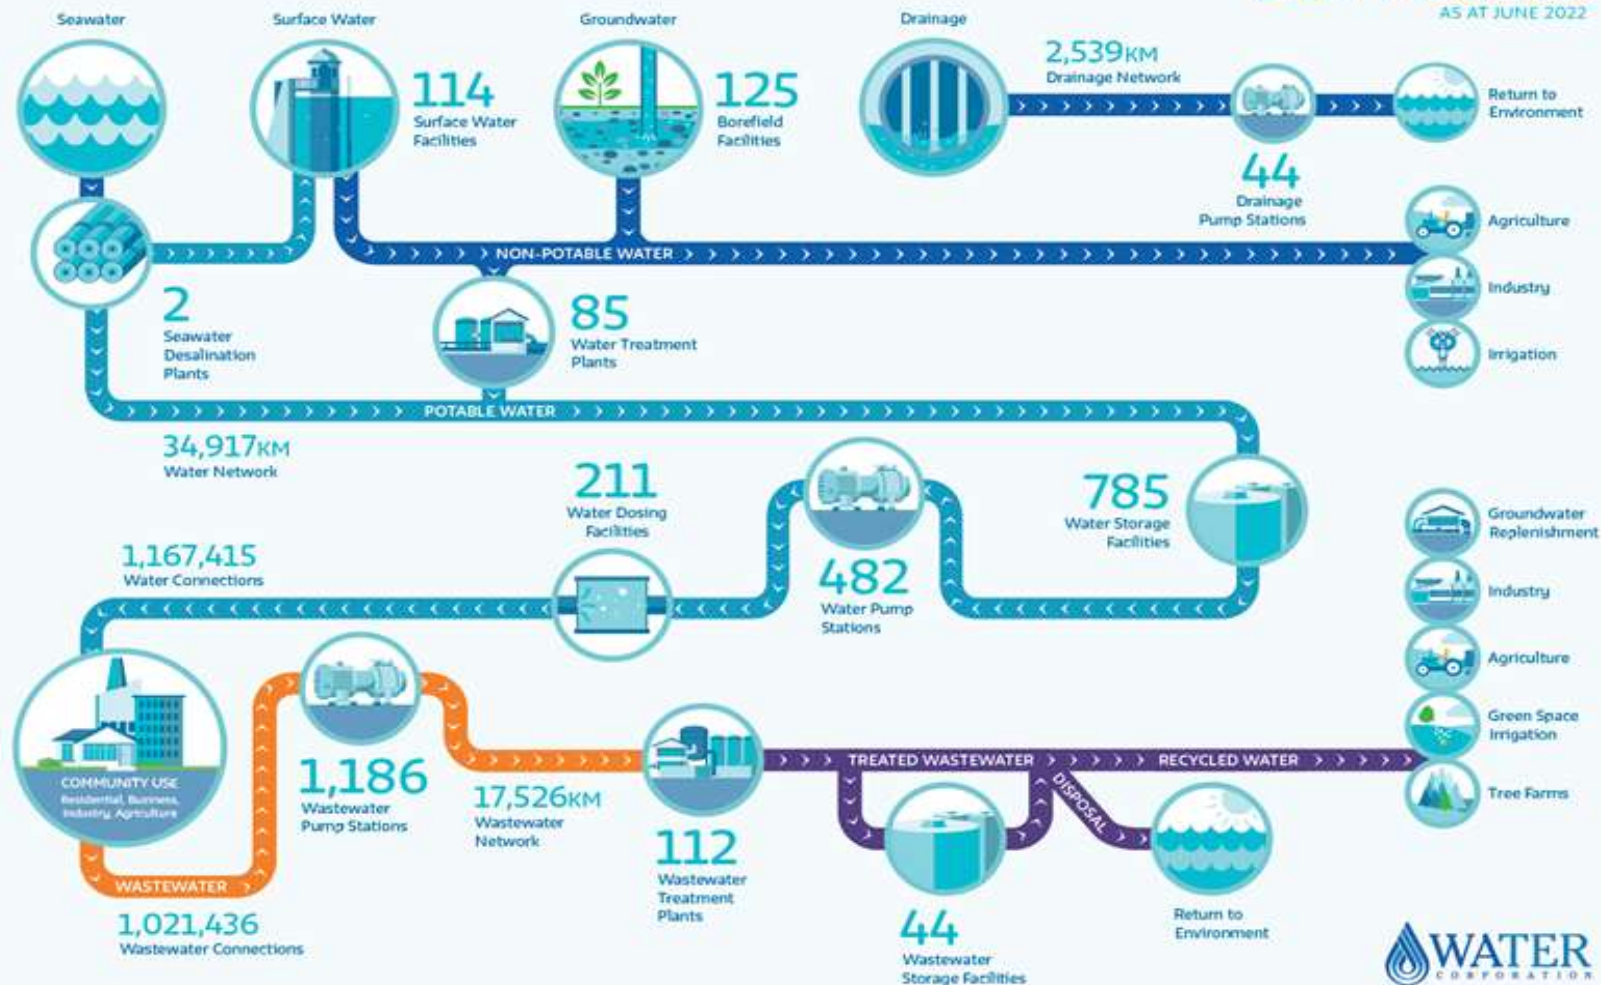 AS AT JUNE 2022
Seawater
Surface Water
Groundwater
Drainage
114
Surface Water
Facilities
125
Borefield
Facilities
2,539KM
Drainage Network
Return to
Environment
44
Drainage
Pump Stations
Agriculture
NON-POTABLE WATER
Industry
2
Seawater
Desalination
Plants
85
Water Treatment
Plants
Irrigation
POTABLE WATER
34,917KM
Water Network
211
Water Dosing
Facilities
785
Water Storage
Facilities
482
Water Pump
Stations
Groundwater
Replenishment
1,167,415
Water Connections
Industry
Agriculture
COMMUNITY USE
Residential, Business,
Industry, Agriculture
1,186
Wastewater
Pump Stations
17,526KM
Wastewater
Network
112
Wastewater
Treatment
Plants
TREATED WASTEWATER
RECYCLED WATER
Green Space
Irrigation
Tree Farms
DISPOSAL
WASTEWATER
1,021,436
Wastewater Connections
44
Wastewater
Storage Facilities
Return to
Environment
WATER
CORPORATION